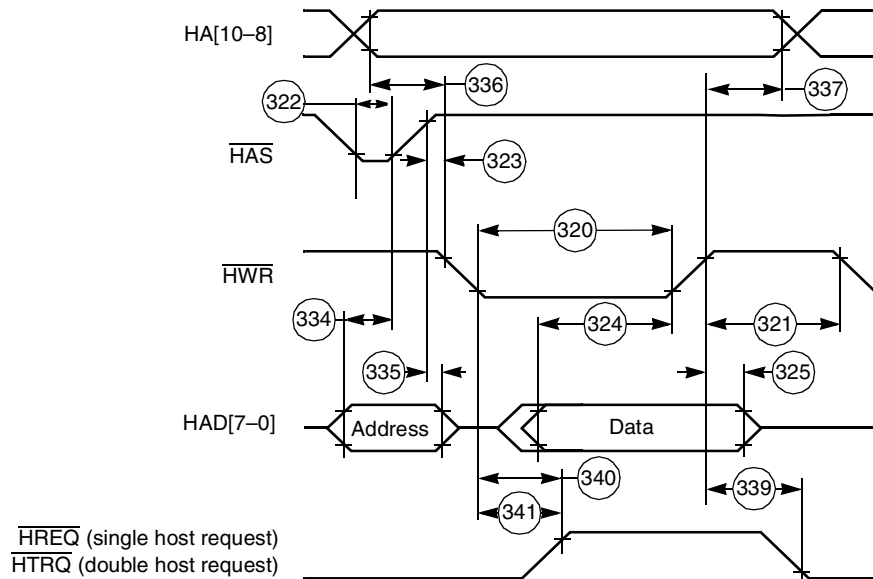 HA[10–8]
336
337
322
HAS
323
320
HWR
334
324
321
335
325
HAD[7–0]
Address
Data
340
339
341
HREQ (single host request)
HTRQ (double host request)